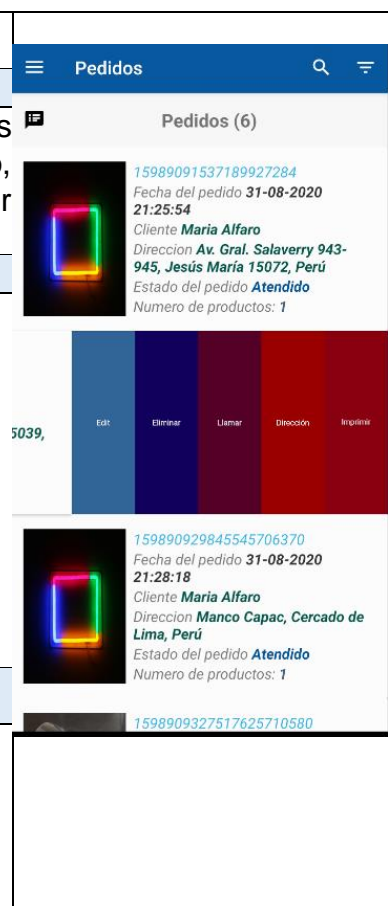 Pedidos
Pedidos (6)
s
,
r
15989091537189927284
Fecha del pedido 31-08-2020
21:25:54
Cliente Maria Alfaro
Direccion Av. Gral. Salaverry 943-
945, Jesús María 15072, Perú
Estado del pedido Atendido
Numero de productos: 1
5039,
Edit
Eliminar
Llamar
Dirección
Imprimir
159890929845545706370
Fecha del pedido 31-08-2020
21:28:18
Cliente Maria Alfaro
Direccion Manco Capac, Cercado de
Lima, Perú
Estado del pedido Atendido
Numero de productos: 1
1598909327517625710580